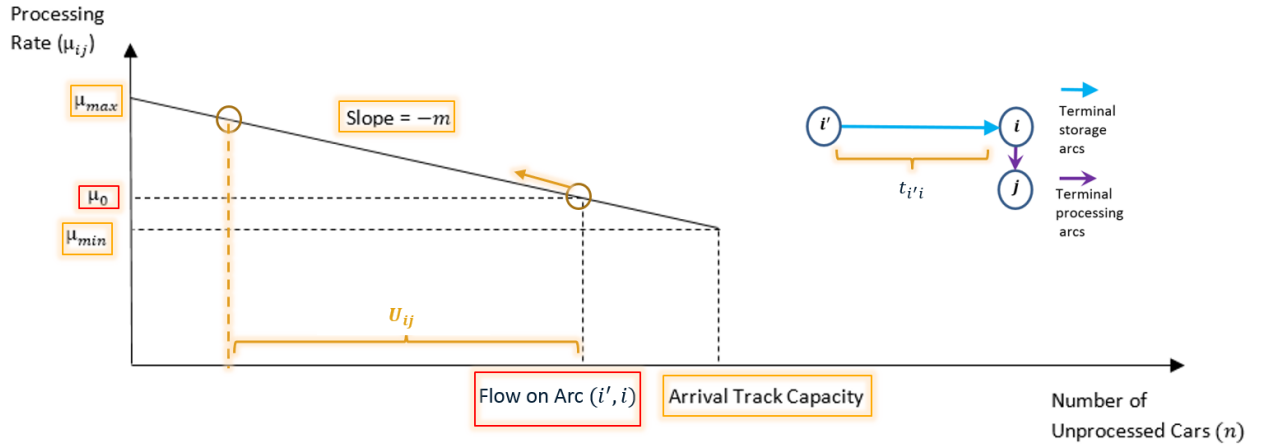 Processing
Rate (μ𝑖𝑗)
μ𝑚𝑎𝑥
Slope = −𝑚
μ0
μ𝑚𝑖𝑛
𝑼𝒊𝒋
Flow on Arc (𝑖′, 𝑖)
Arrival Track Capacity
Number of
Unprocessed Cars (𝑛)
𝒊′
𝒊
𝒋
𝑡𝑖′𝑖
Terminal
storage
arcs
Terminal
processing
arcs